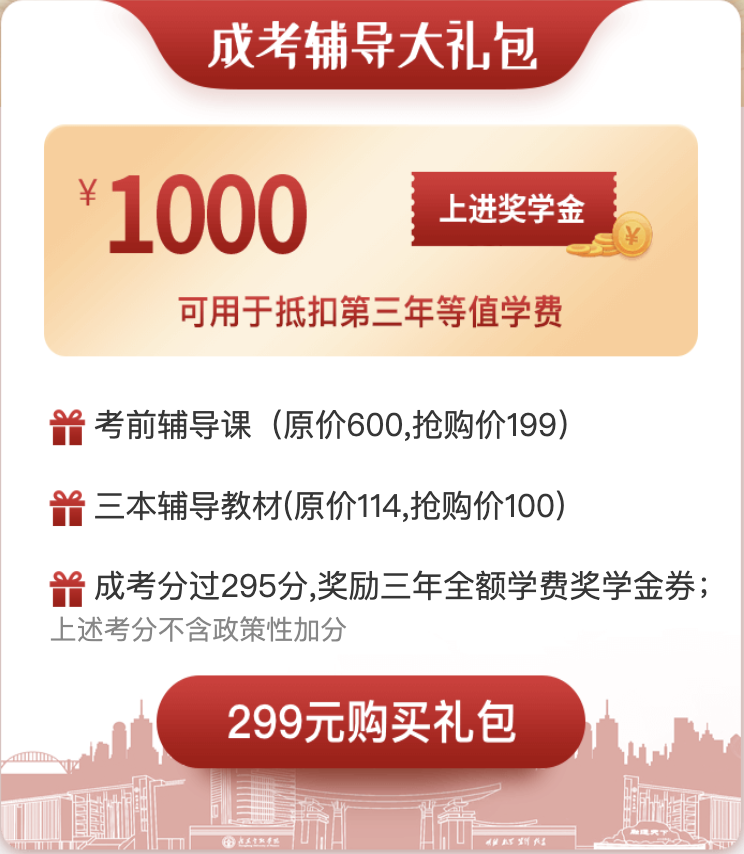 成考辅导大礼包
¥1000
上进奖学金
可用于抵扣第三年等值学费
考前辅导课（原价600,抢购价199）
三本辅导教材(原价114,抢购价100）
成考分过295分,奖励三年全额学费奖学金券；
上述考分不含政策性加分
299元购买礼包